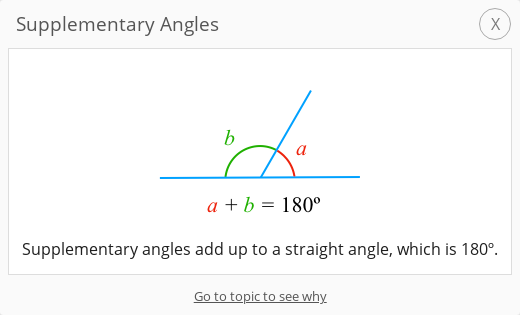 Supplementary Angles X
b
a
a + b = 180º
Supplementary angles add up to a straight angle, which is 180º.
Go to topic to see why